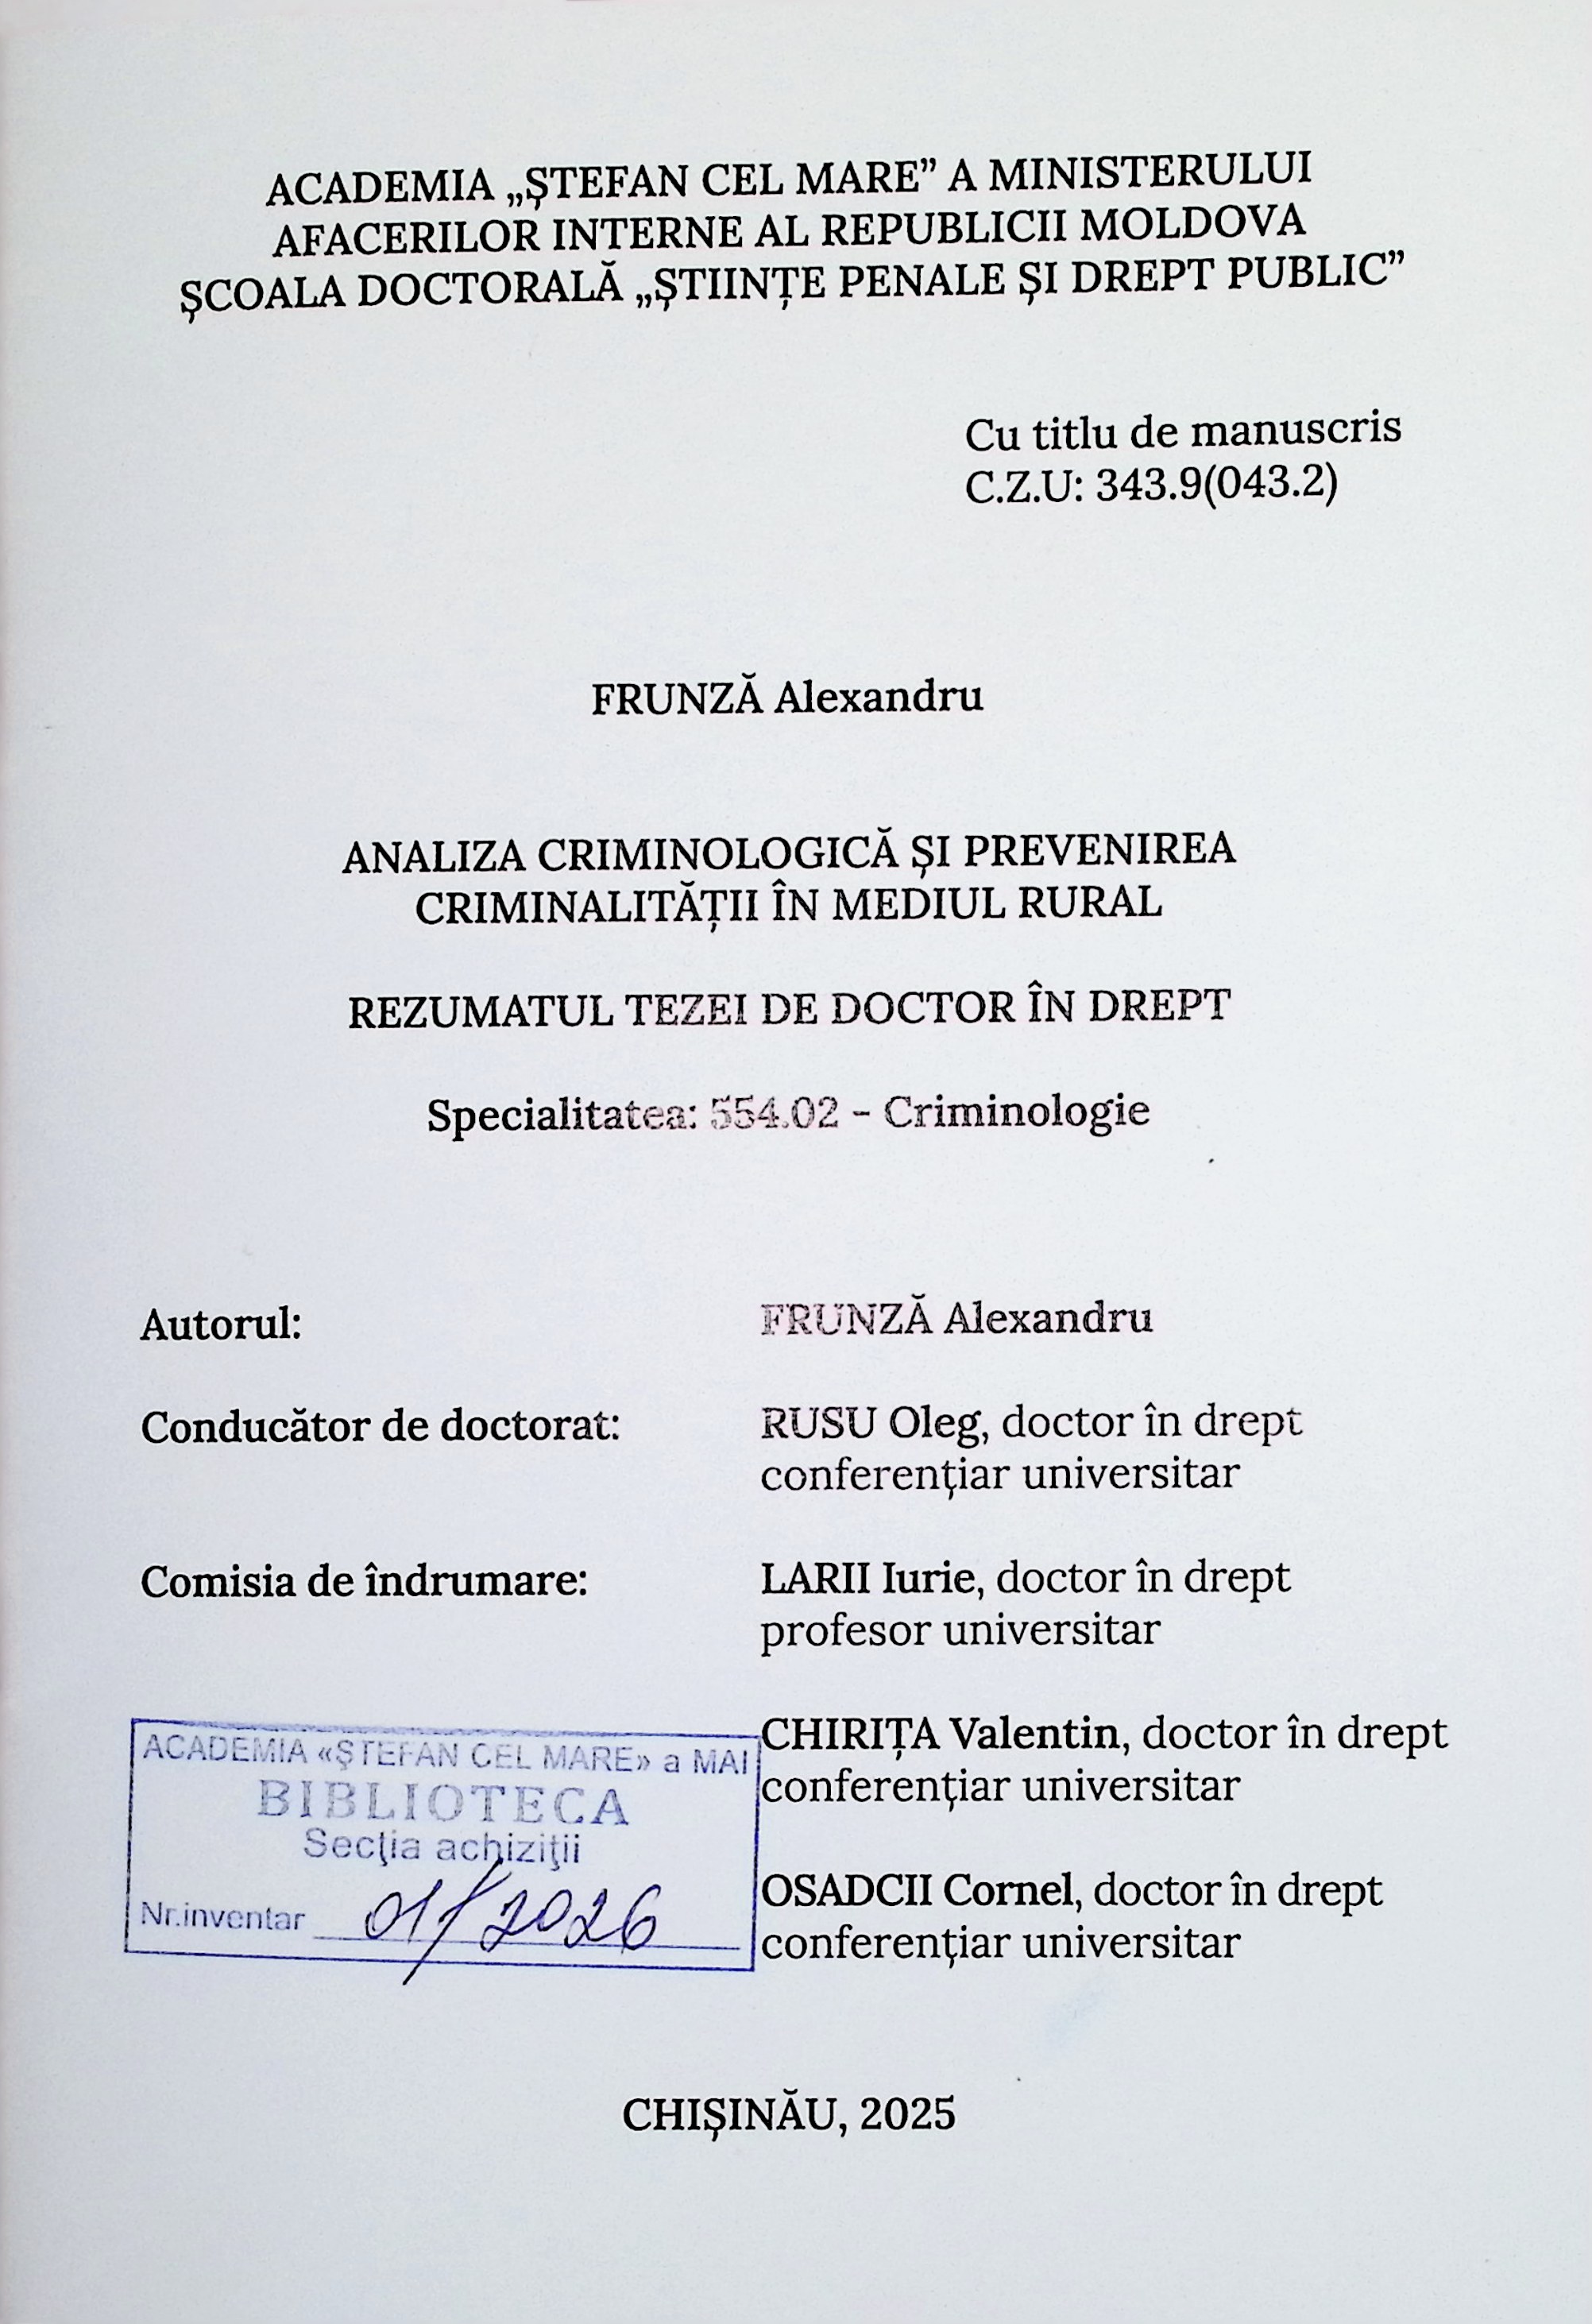 ACADEMIA „ȘTEFAN CEL MARE” A MINISTERULUI
AFACERILOR INTERNE AL REPUBLICII MOLDOVA
ȘCOALA DOCTORALĂ „ȘTIINȚE PENALE ȘI DREPT PUBLIC”
Cu titlu de manuscris
C.Z.U: 343.9(043.2)
FRUNZĂ Alexandru
ANALIZA CRIMINOLOGICĂ ȘI PREVENIREA
CRIMINALITĂȚII ÎN MEDIUL RURAL
REZUMATUL TEZEI DE DOCTOR ÎN DREPT
Specialitatea: 554.02 – Criminologie
Autorul: FRUNZĂ Alexandru
Conducător de doctorat: RUSU Oleg, doctor în drept
conferențiar universitar
Comisia de îndrumare: LARII Iurie, doctor în drept
profesor universitar
CHIRIȚA Valentin, doctor în drept
conferențiar universitar
OSADCII Cornel, doctor în drept
conferențiar universitar
ACADEMIA «ŞTEFAN CEL MARE» a MAI
BIBLIOTECA
Secţia achiziţii
Nr.inventar 01/2026
CHIȘINĂU, 2025